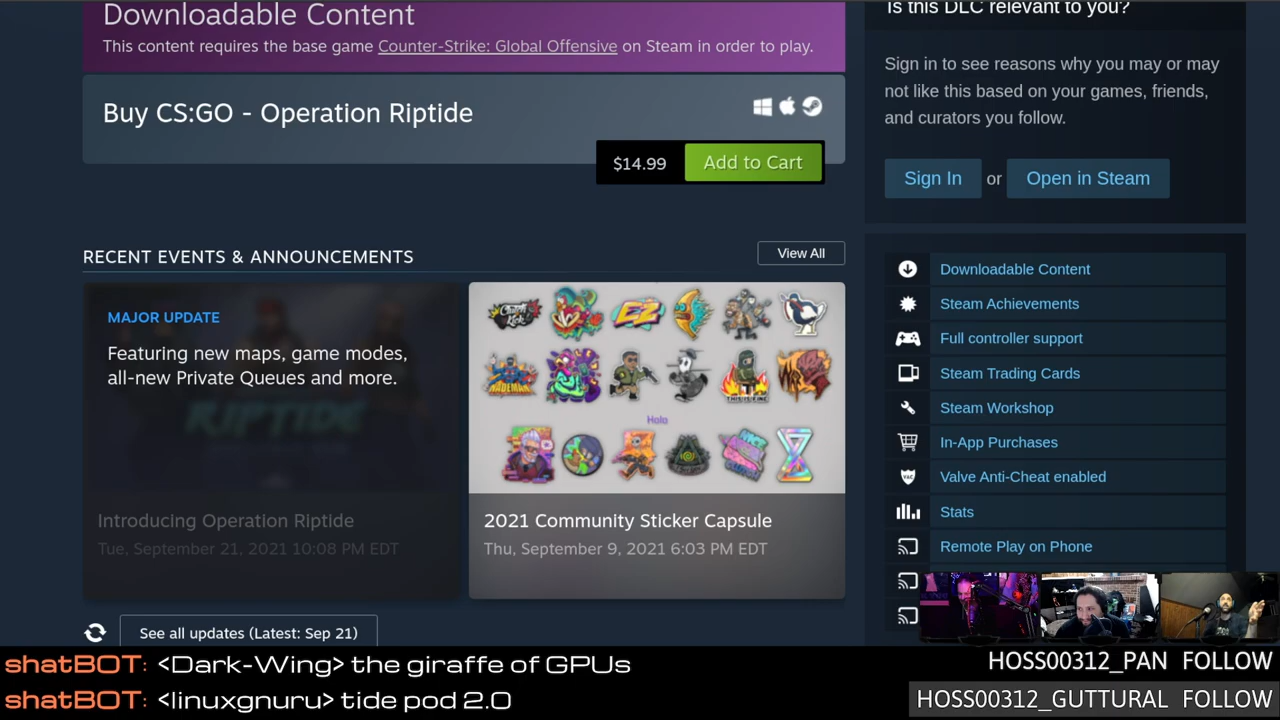 Downloadable Content
This content requires the base game Counter-Strike: Global Offensive on Steam in order to play.
Buy CS:GO - Operation Riptide
$14.99
Add to Cart
RECENT EVENTS & ANNOUNCEMENTS
View All
MAJOR UPDATE
Featuring new maps, game modes,
all-new Private Queues and more.
RIPTIDE
Introducing Operation Riptide
Tue, September 21, 2021 10:08 PM EDT
EZ
Holo
2021 Community Sticker Capsule
Thu, September 9, 2021 6:03 PM EDT
See all updates (Latest: Sep 21)
Is this DLC relevant to you?
Sign in to see reasons why you may or may
not like this based on your games, friends,
and curators you follow.
Sign In or Open in Steam
Downloadable Content
Steam Achievements
Full controller support
Steam Trading Cards
Steam Workshop
In-App Purchases
Valve Anti-Cheat enabled
Stats
Remote Play on Phone
shatBOT: <Dark-Wing> the giraffe of GPUs
shatBOT: <linuxgnuru> tide pod 2.0
HOSS00312_PAN FOLLOW
HOSS00312_GUTTURAL FOLLOW